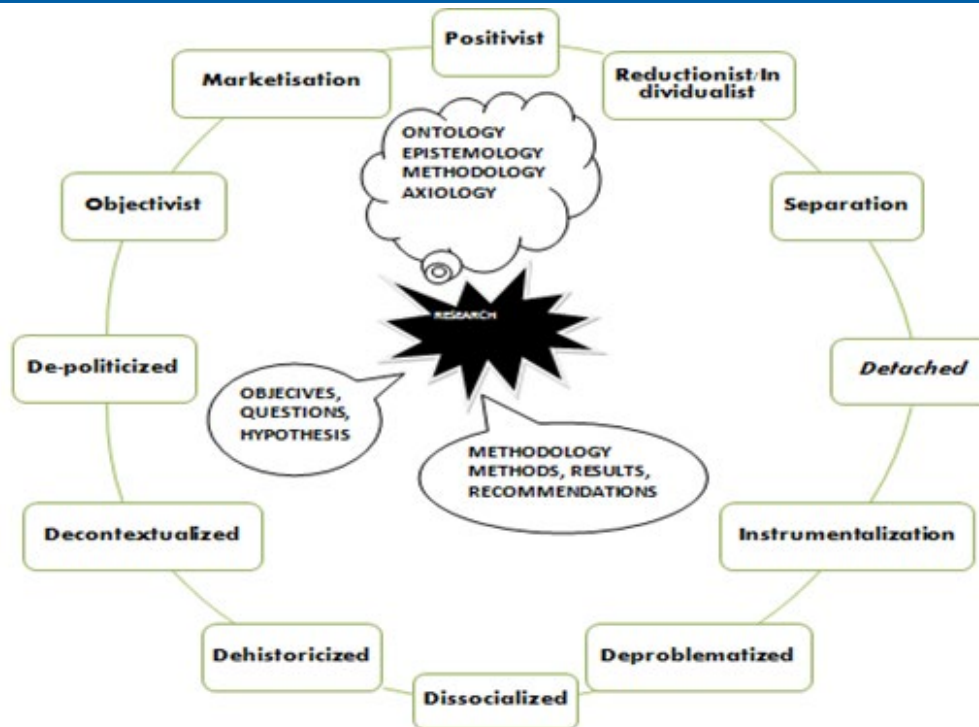 Positivist
Reductionist/In
dividualist
Separation
Detached
Instrumentalization
Deproblematized
Dissocialized
Dehistoricized
Decontextualized
De-politicized
Objectivist
Marketisation
ONTOLOGY
EPISTEMOLOGY
METHODOLOGY
AXIOLOGY
RESEARCH
OBJECIVES,
QUESTIONS,
HYPOTHESIS
METHODOLOGY
METHODS, RESULTS,
RECOMMENDATIONS